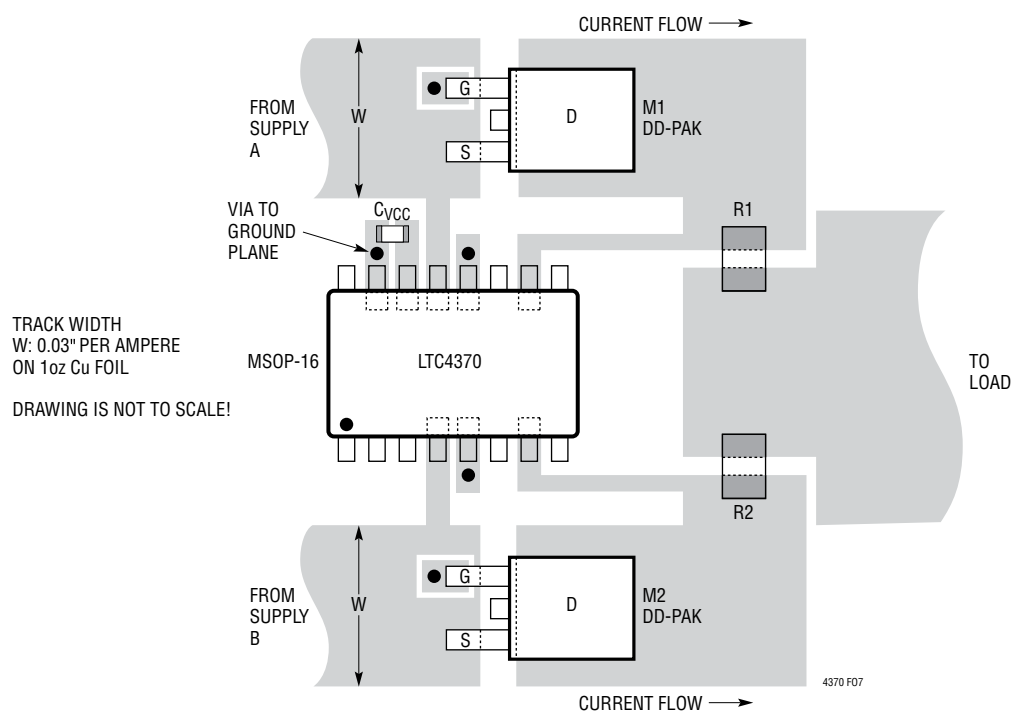 CURRENT FLOW
FROM
SUPPLY
A
W
G
S
D
M1
DD-PAK
VIA TO
GROUND
PLANE
CVCC
R1
TRACK WIDTH
W: 0.03" PER AMPERE
ON 1oz Cu FOIL
DRAWING IS NOT TO SCALE!
MSOP-16
LTC4370
TO
LOAD
R2
FROM
SUPPLY
B
W
G
S
D
M2
DD-PAK
4370 F07
CURRENT FLOW